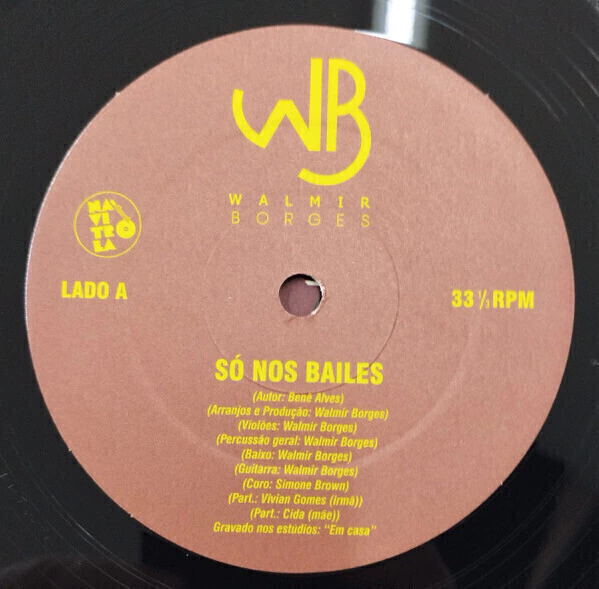 WB
WALMIR
BORGES
NA
VI
TRO
LA
LADO A
33 ⅓ RPM
SÓ NOS BAILES
(Autor: Benê Alves)
(Arranjos e Produção: Walmir Borges)
(Violões: Walmir Borges)
(Percussão geral: Walmir Borges)
(Baixo: Walmir Borges)
(Guitarra: Walmir Borges)
(Coro: Simone Brown)
(Part.: Vivian Gomes (irmã))
(Part.: Cida (mãe))
Gravado nos estúdios: "Em casa"